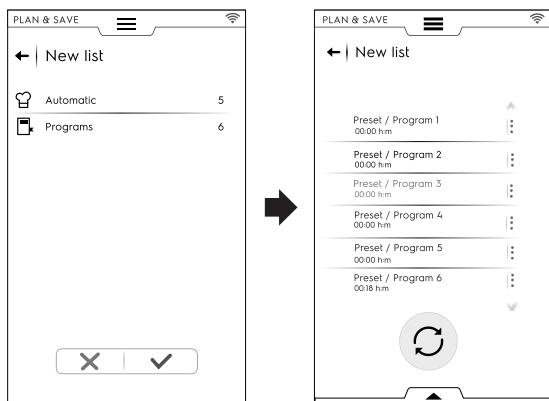 PLAN & SAVE
New list
Automatic 5
Programs 6
PLAN & SAVE
New list
Preset / Program 1
00:00 h:m
Preset / Program 2
00:00 h:m
Preset / Program 3
00:00 h:m
Preset / Program 4
00:00 h:m
Preset / Program 5
00:00 h:m
Preset / Program 6
00:18 h:m